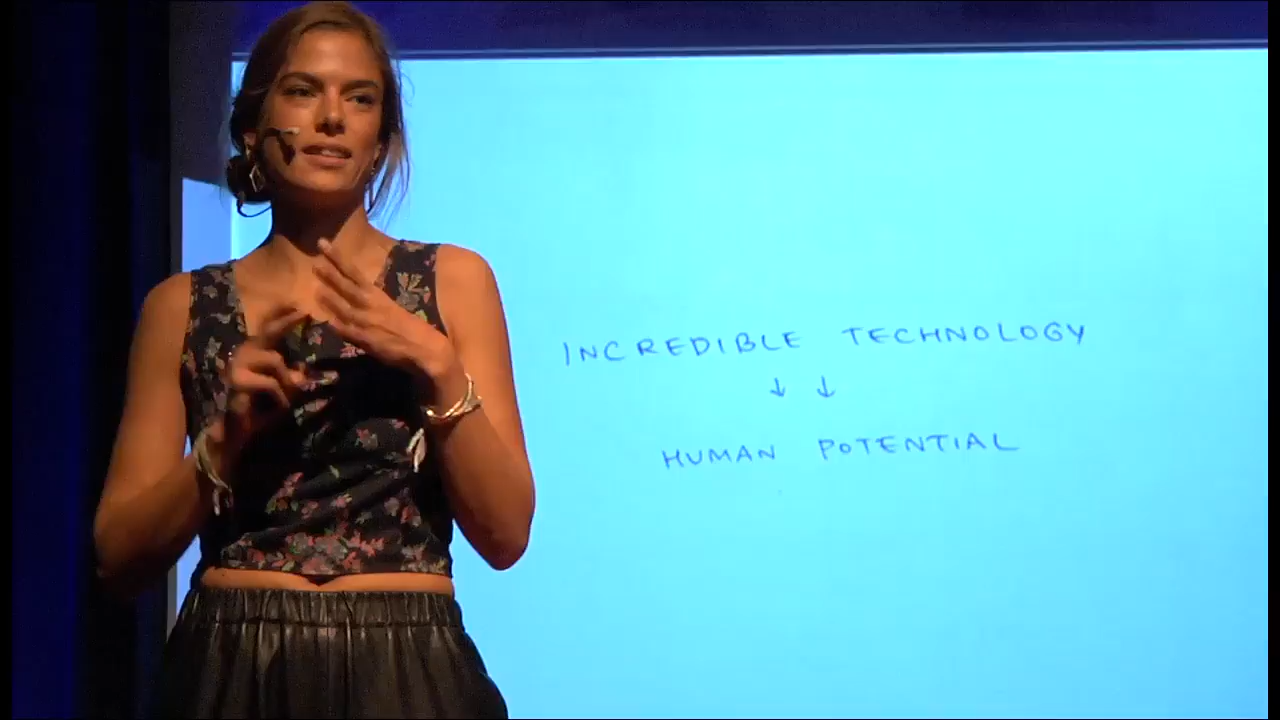 INCREDIBLE TECHNOLOGY
↓ ↓
HUMAN POTENTIAL